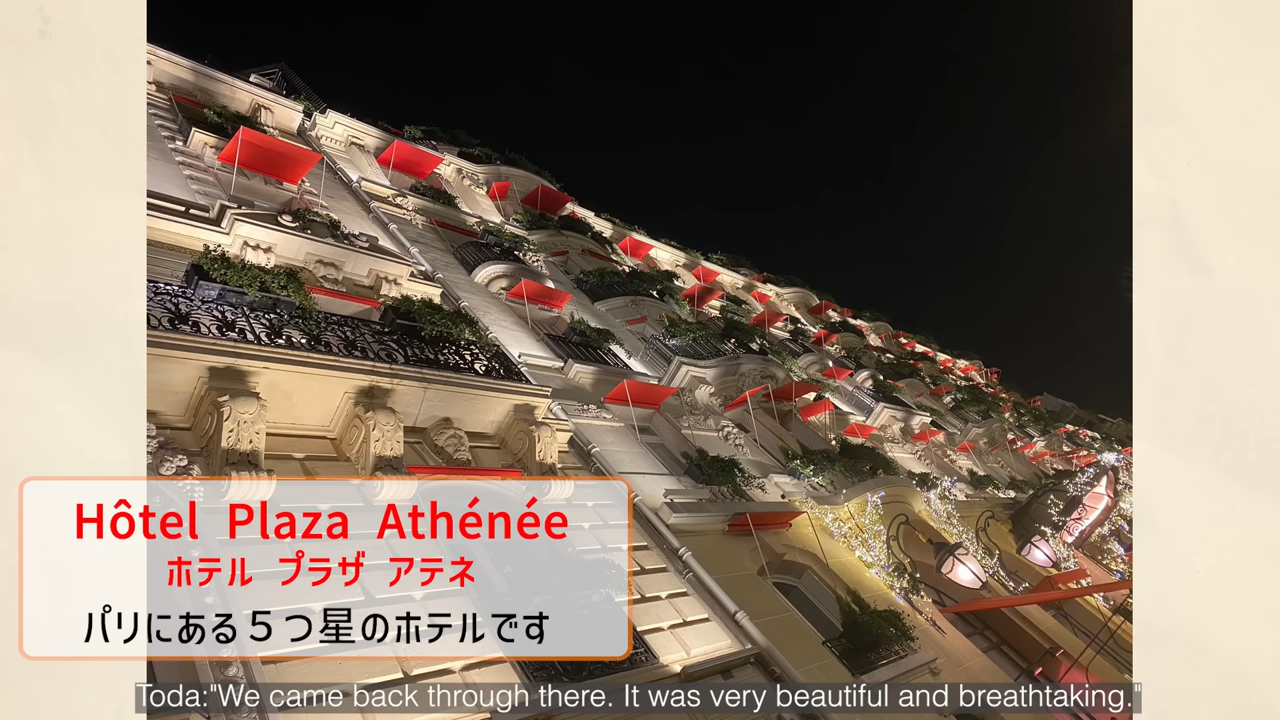 Hôtel Plaza Athénée
ホテル プラザ アテネ
パリにある５つ星のホテルです
Toda:"We came back through there. It was very beautiful and breathtaking."